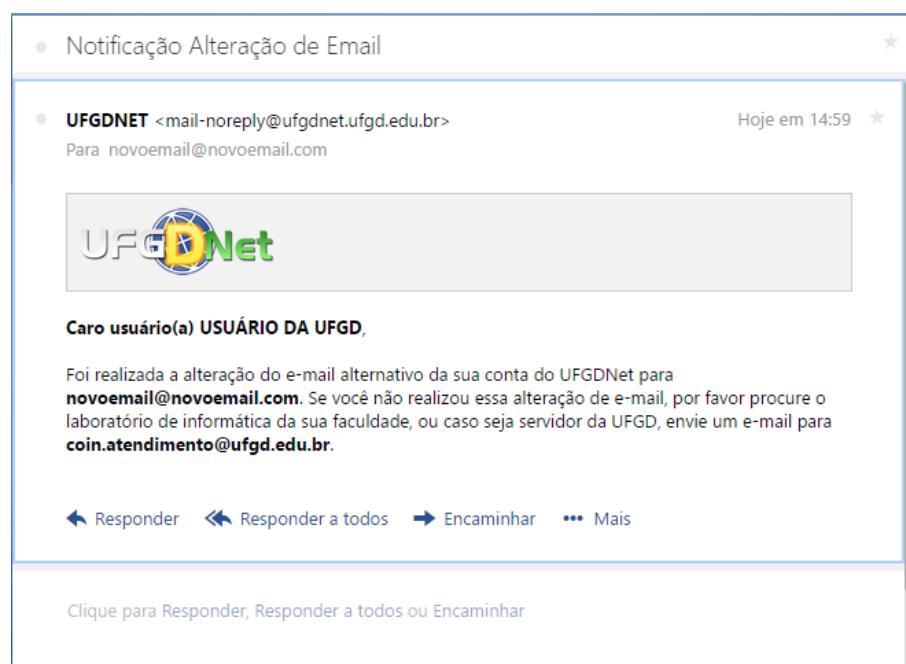 Notificação Alteração de Email
UFGDNET <mail-noreply@ufgdnet.ufgd.edu.br>
Hoje em 14:59
Para novoemail@novoemail.com
UFGDNet
Caro usuário(a) USUÁRIO DA UFGD,
Foi realizada a alteração do e-mail alternativo da sua conta do UFGDNet para
novoemail@novoemail.com. Se você não realizou essa alteração de e-mail, por favor procure o
laboratório de informática da sua faculdade, ou caso seja servidor da UFGD, envie um e-mail para
coin.atendimento@ufgd.edu.br.
Responder Responder a todos Encaminhar ••• Mais
Clique para Responder, Responder a todos ou Encaminhar